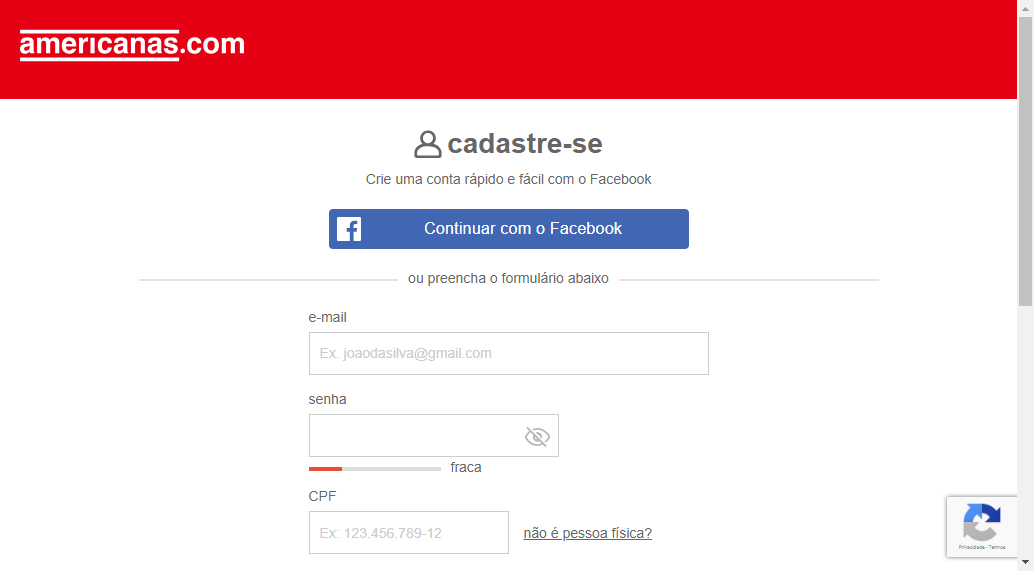 americanas.com
cadastre-se
Crie uma conta rápido e fácil com o Facebook
Continuar com o Facebook
ou preencha o formulário abaixo
e-mail
Ex. joaodasilva@gmail.com
senha
fraca
CPF
Ex: 123.456.789-12
não é pessoa física?
Privacidade - Termos